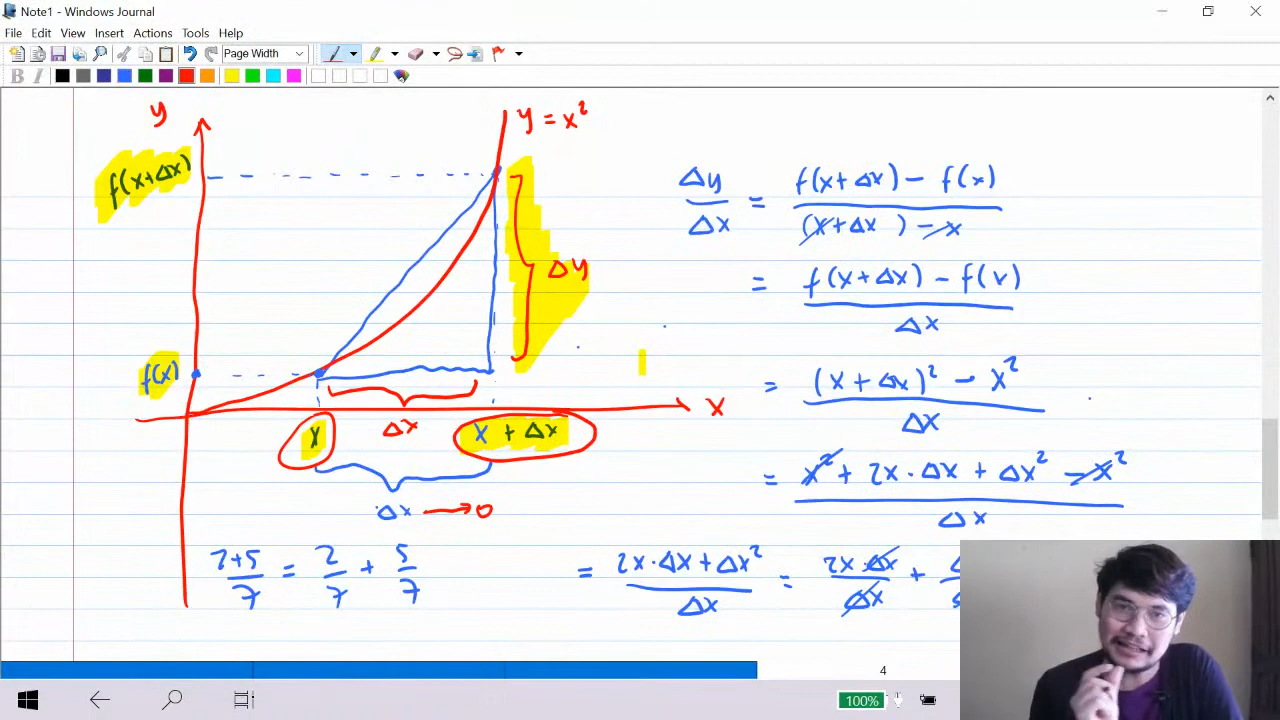 Note1 - Windows Journal
File Edit View Insert Actions Tools Help
Page Width
B I
y
y = x²
f(x+Δx)
Δy
f(x)
x
x
Δx
x + Δx
Δx → 0
Δy/Δx = (f(x+Δx) - f(x))/((x+Δx) - x)
= (f(x+Δx) - f(x))/Δx
= ((x+Δx)² - x²)/Δx
= (x² + 2x·Δx + Δx² - x²)/Δx
(2+5)/7 = 2/7 + 5/7
= (2x·Δx + Δx²)/Δx = (2x·Δx)/Δx +
4
100%